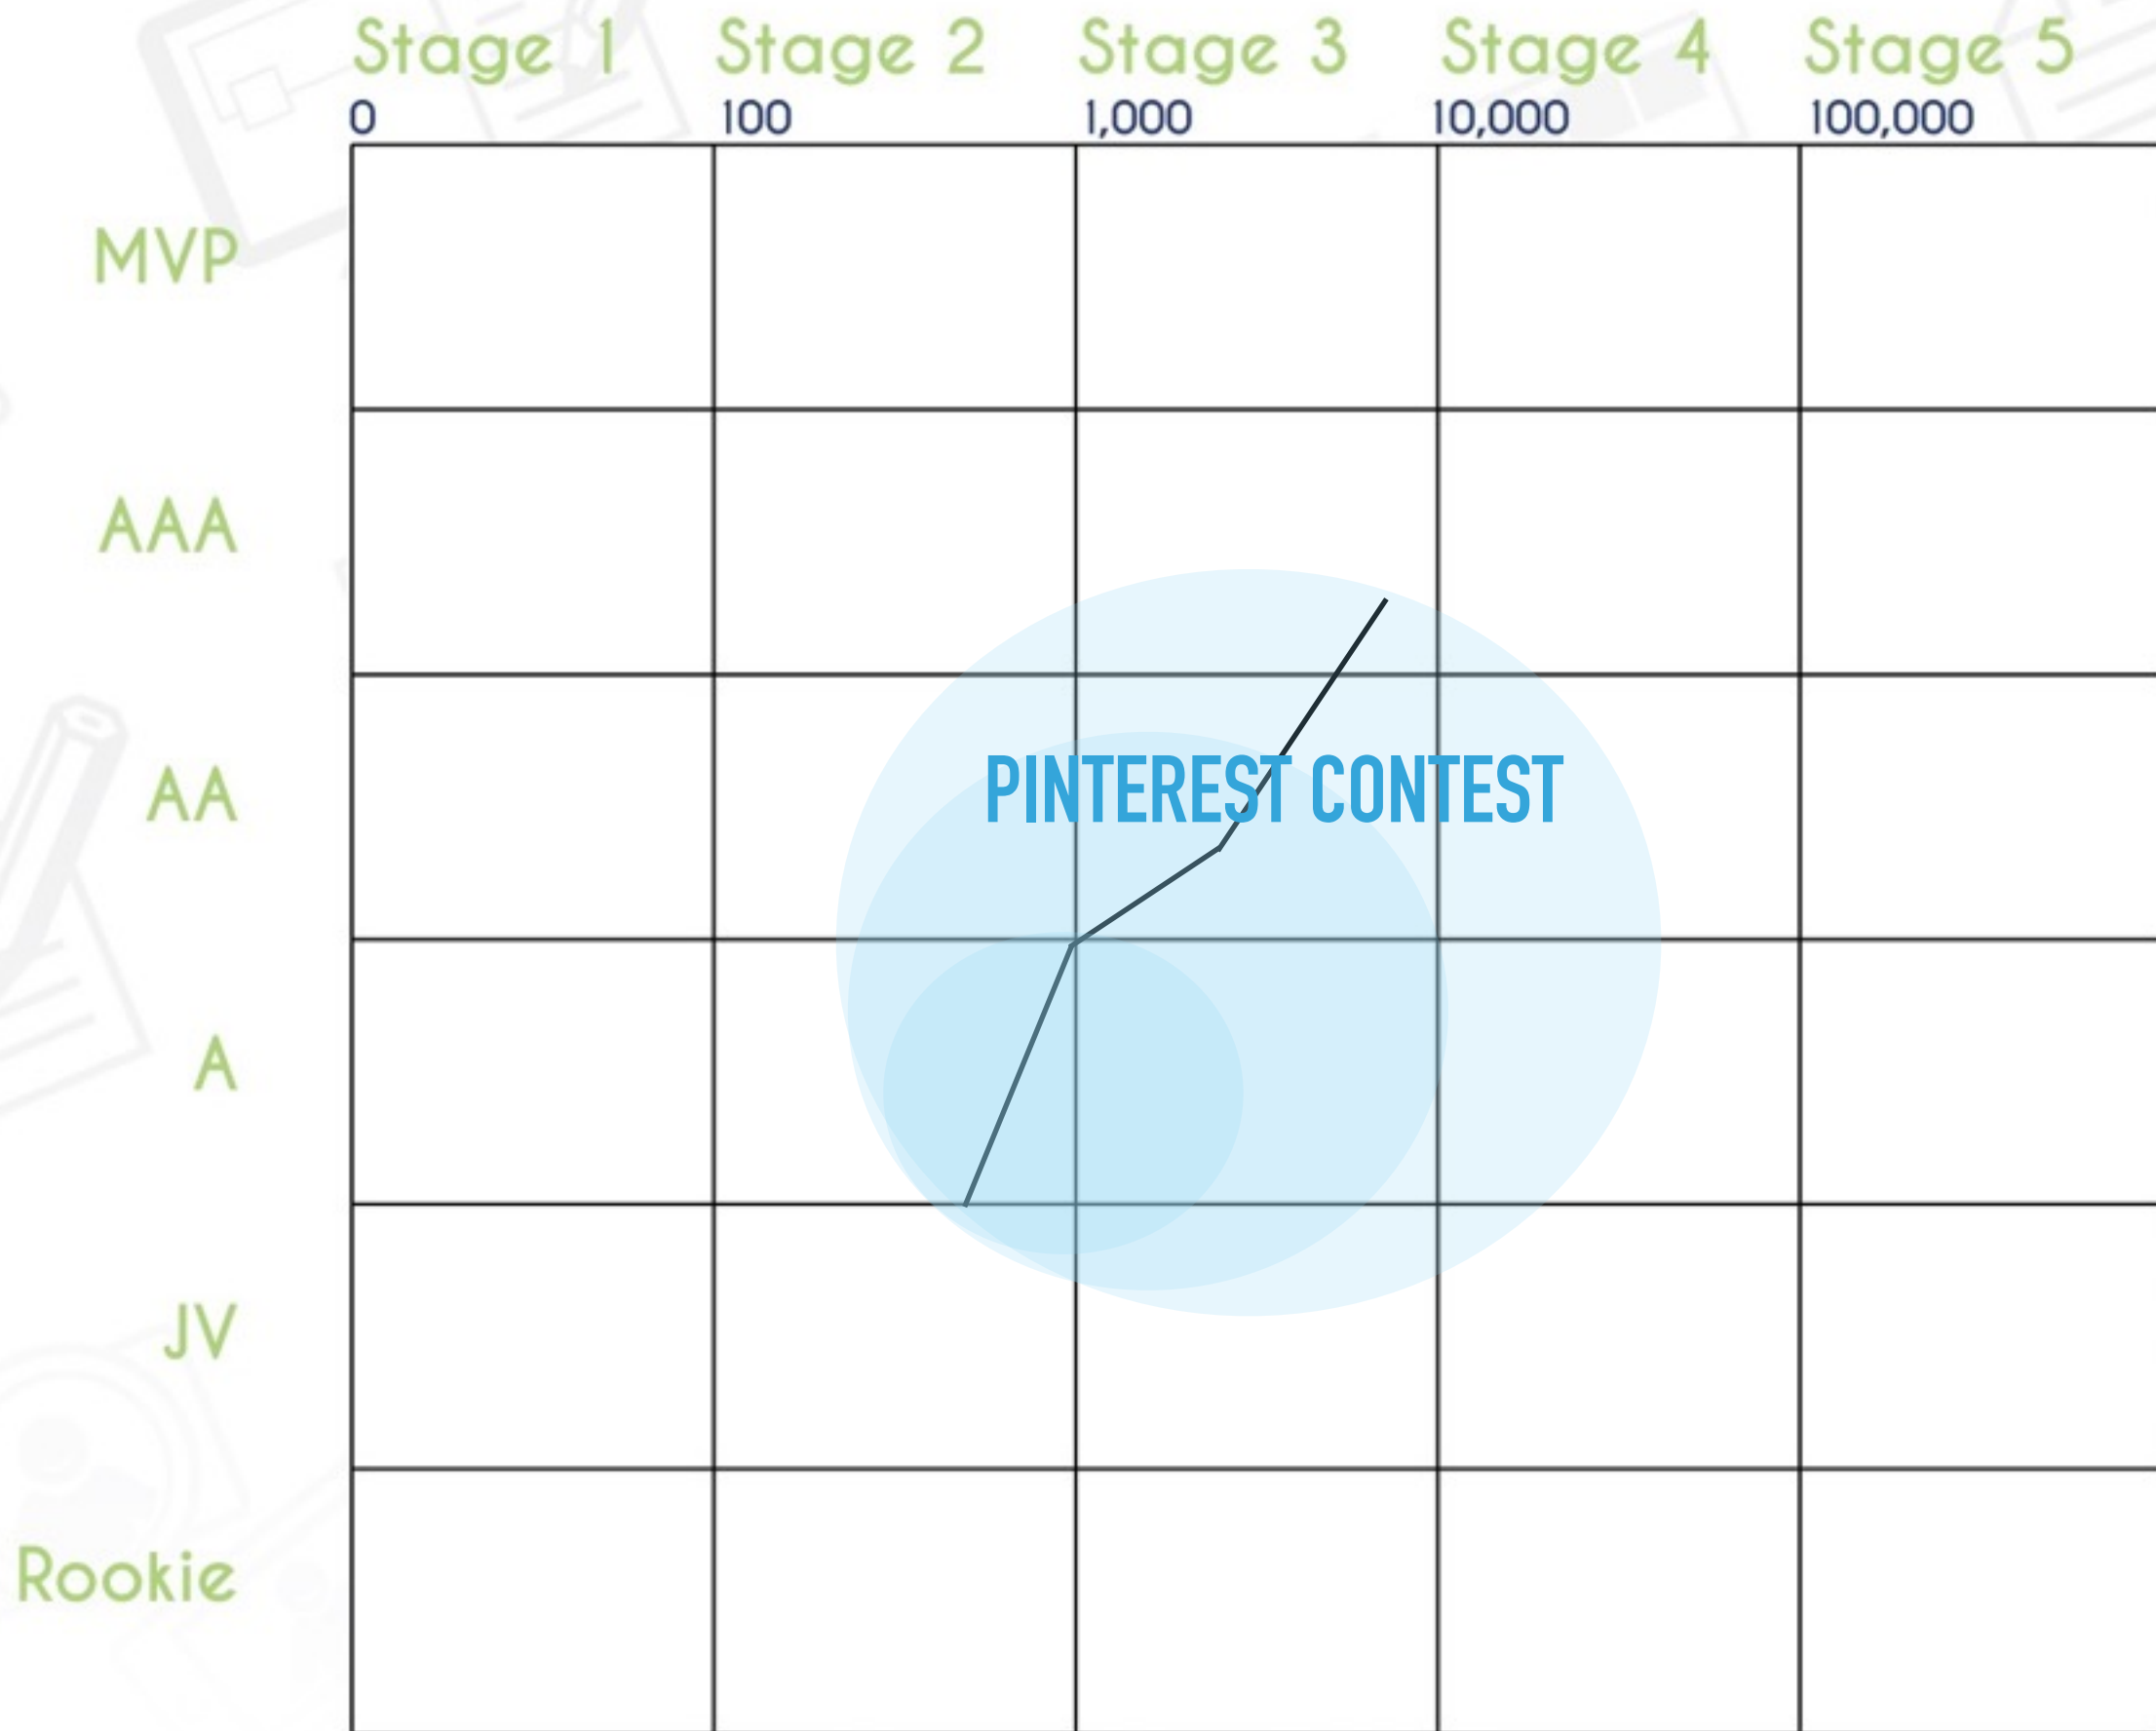 Stage 1 Stage 2 Stage 3 Stage 4 Stage 5
0 100 1,000 10,000 100,000
MVP
AAA
AA
PINTEREST CONTEST
A
JV
Rookie